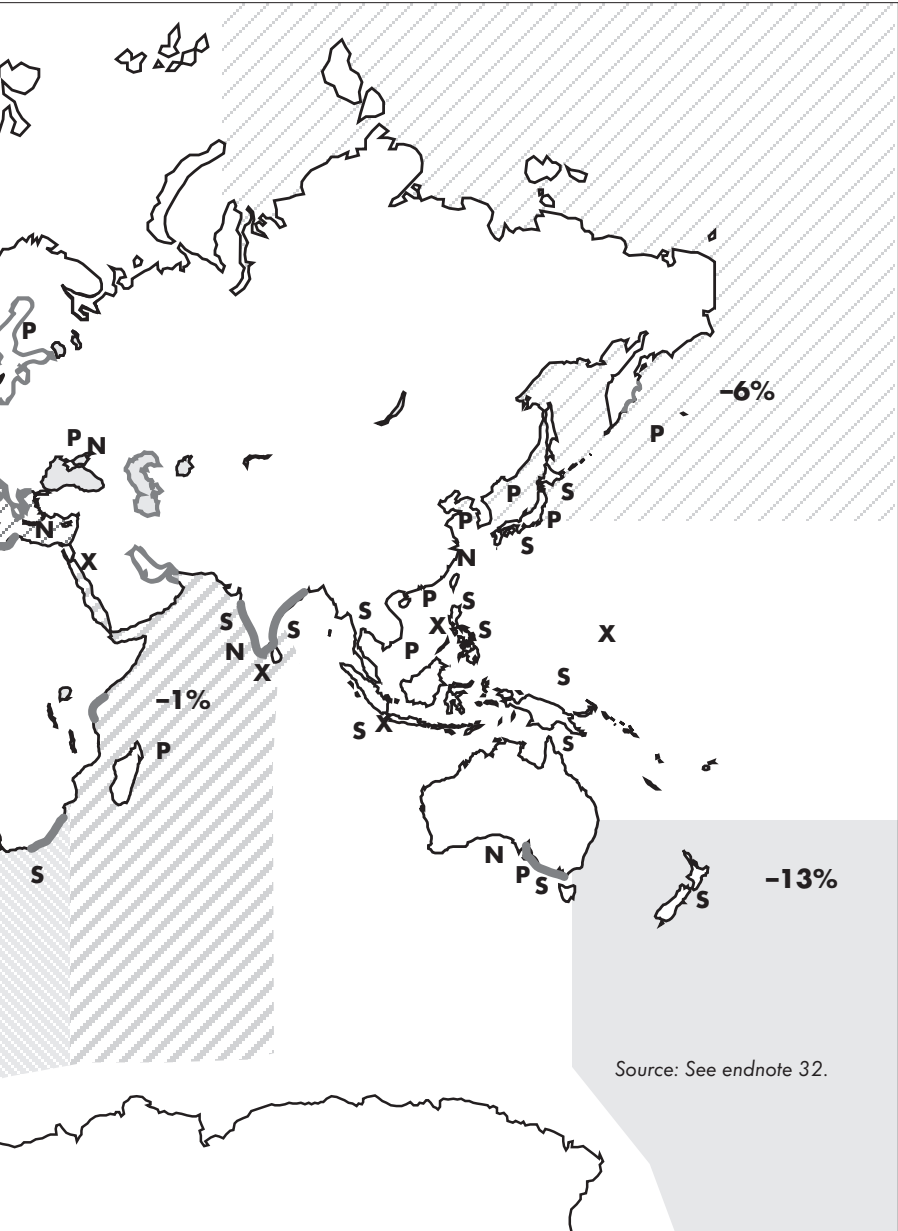 P
–6%
P
P N
P S
P P
N S
N
X
S P S
S S X S
N P X
X S
–1%
S X
P S
N
P S
S –13%
S
Source: See endnote 32.